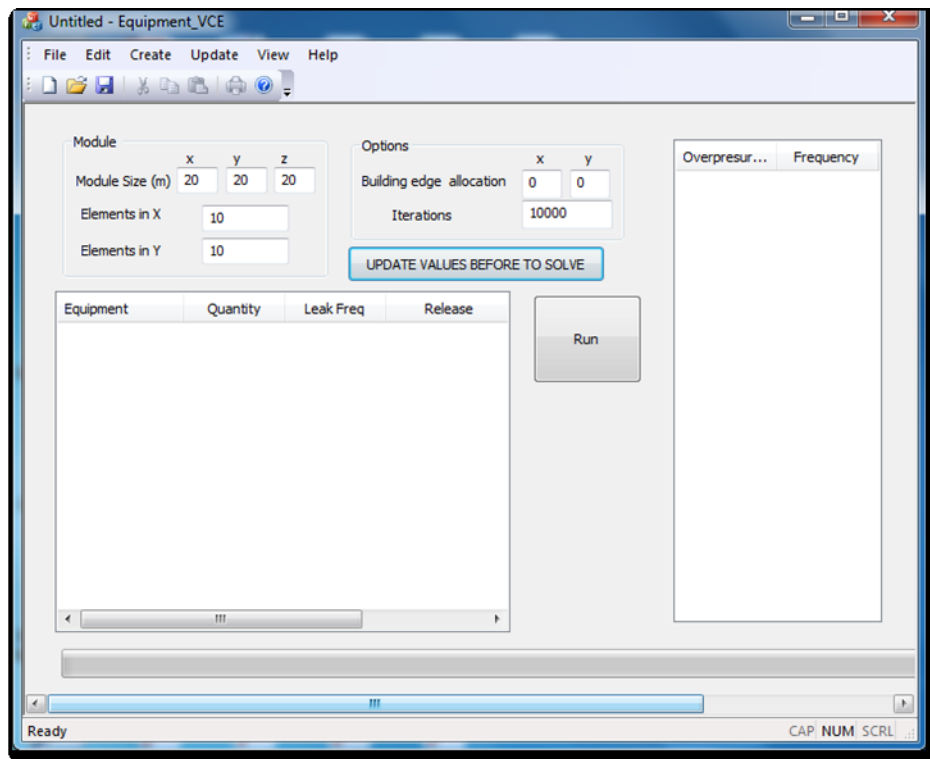 Untitled - Equipment_VCE
File Edit Create Update View Help
Module
x y z
Module Size (m) 20 20 20
Elements in X 10
Elements in Y 10
Options
x y
Building edge allocation 0 0
Iterations 10000
UPDATE VALUES BEFORE TO SOLVE
Overpresur... Frequency
Equipment Quantity Leak Freq Release
Run
Ready CAP NUM SCRL